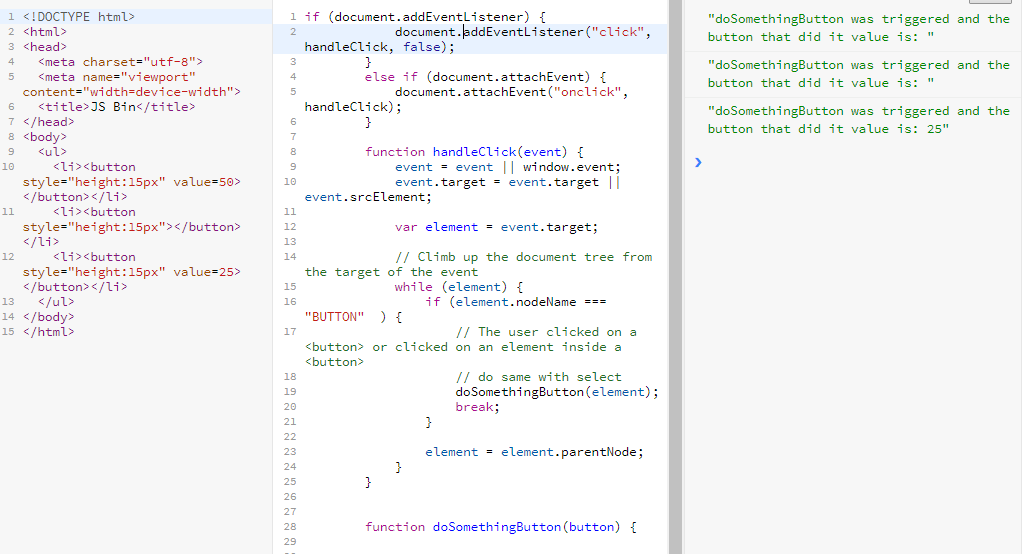 1 <!DOCTYPE html>
2 <html>
3 <head>
4 <meta charset="utf-8">
5 <meta name="viewport"
content="width=device-width">
6 <title>JS Bin</title>
7 </head>
8 <body>
9 <ul>
10 <li><button
style="height:15px" value=50>
</button></li>
11 <li><button
style="height:15px"></button>
</li>
12 <li><button
style="height:15px" value=25>
</button></li>
13 </ul>
14 </body>
15 </html>
1 if (document.addEventListener) {
2 document.addEventListener("click",
handleClick, false);
3 }
4 else if (document.attachEvent) {
5 document.attachEvent("onclick",
handleClick);
6 }
7
8 function handleClick(event) {
9 event = event || window.event;
10 event.target = event.target ||
event.srcElement;
11
12 var element = event.target;
13
14 // Climb up the document tree from
the target of the event
15 while (element) {
16 if (element.nodeName ===
"BUTTON"  ) {
17 // The user clicked on a
<button> or clicked on an element inside a
<button>
18 // do same with select
19 doSomethingButton(element);
20 break;
21 }
22
23 element = element.parentNode;
24 }
25 }
26
27
28 function doSomethingButton(button) {
29
"doSomethingButton was triggered and the
button that did it value is: "
"doSomethingButton was triggered and the
button that did it value is: "
"doSomethingButton was triggered and the
button that did it value is: 25"